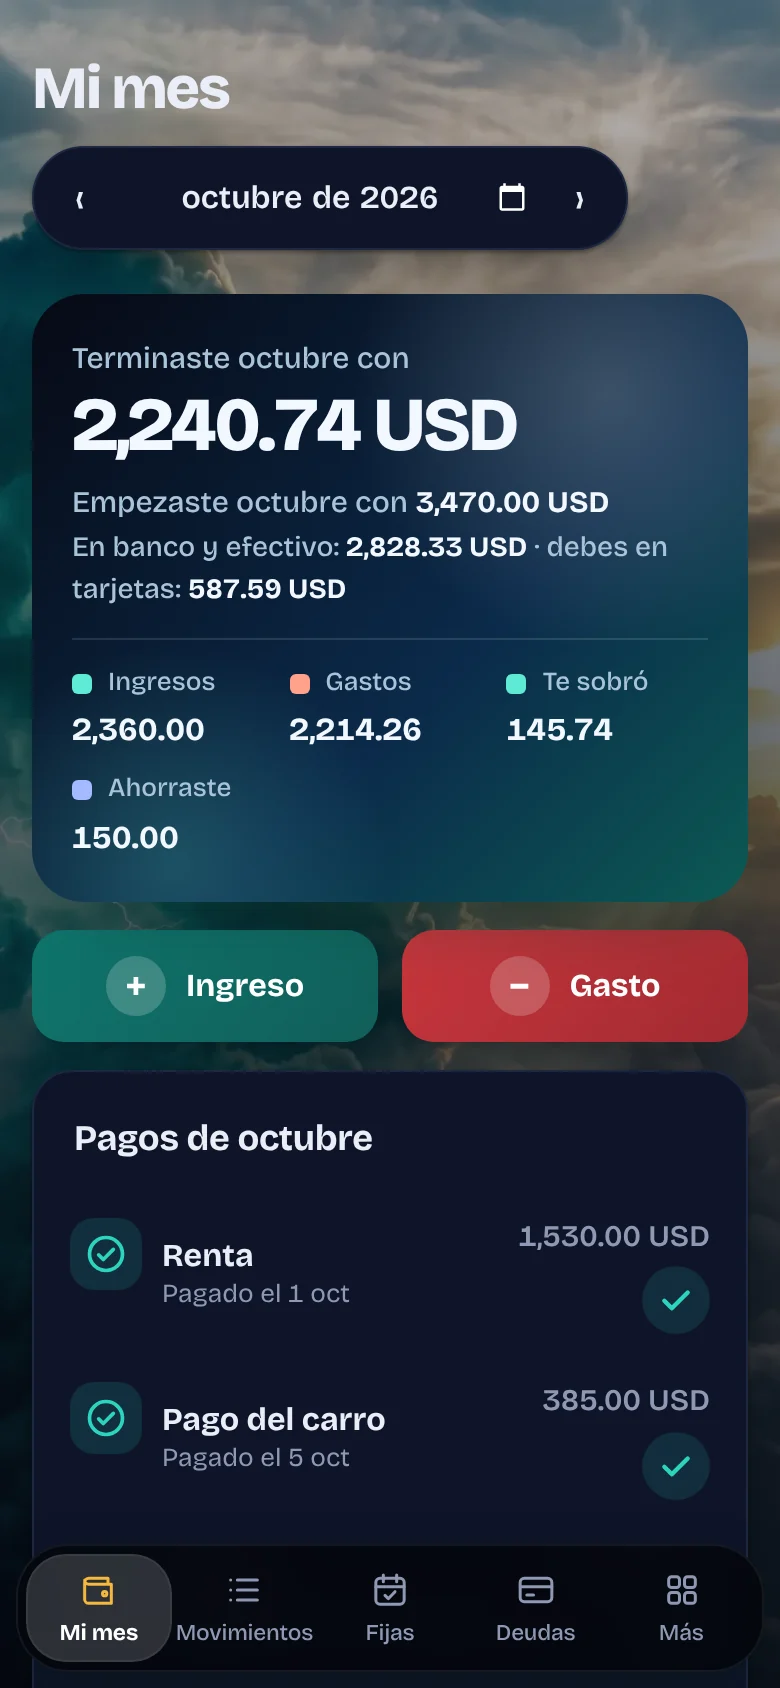 Mi mes
‹ octubre de 2026 ›
Terminaste octubre con
2,240.74 USD
Empezaste octubre con 3,470.00 USD
En banco y efectivo: 2,828.33 USD · debes en
tarjetas: 587.59 USD
Ingresos Gastos Te sobró
2,360.00 2,214.26 145.74
Ahorraste
150.00
+ Ingreso − Gasto
Pagos de octubre
1,530.00 USD
Renta
Pagado el 1 oct
385.00 USD
Pago del carro
Pagado el 5 oct
Mi mes Movimientos Fijas Deudas Más